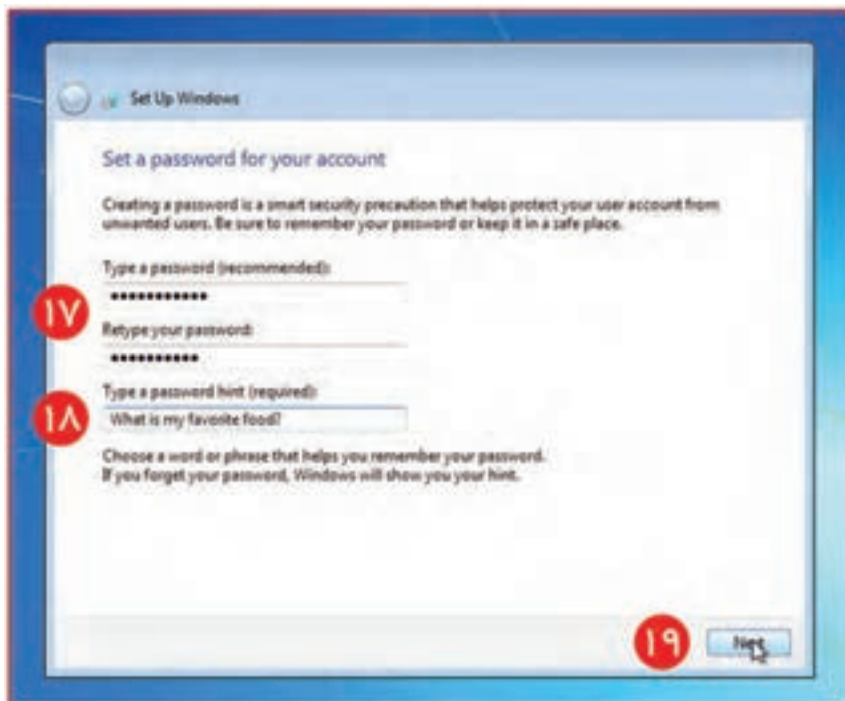 Set Up Windows
Set a password for your account
Creating a password is a smart security precaution that helps protect your user account from
unwanted users. Be sure to remember your password or keep it in a safe place.
Type a password (recommended):
●●●●●●●●●●●
۱۷
Retype your password:
●●●●●●●●●●
Type a password hint (required):
۱۸
What is my favorite food?
Choose a word or phrase that helps you remember your password.
If you forget your password, Windows will show you your hint.
۱۹
Next